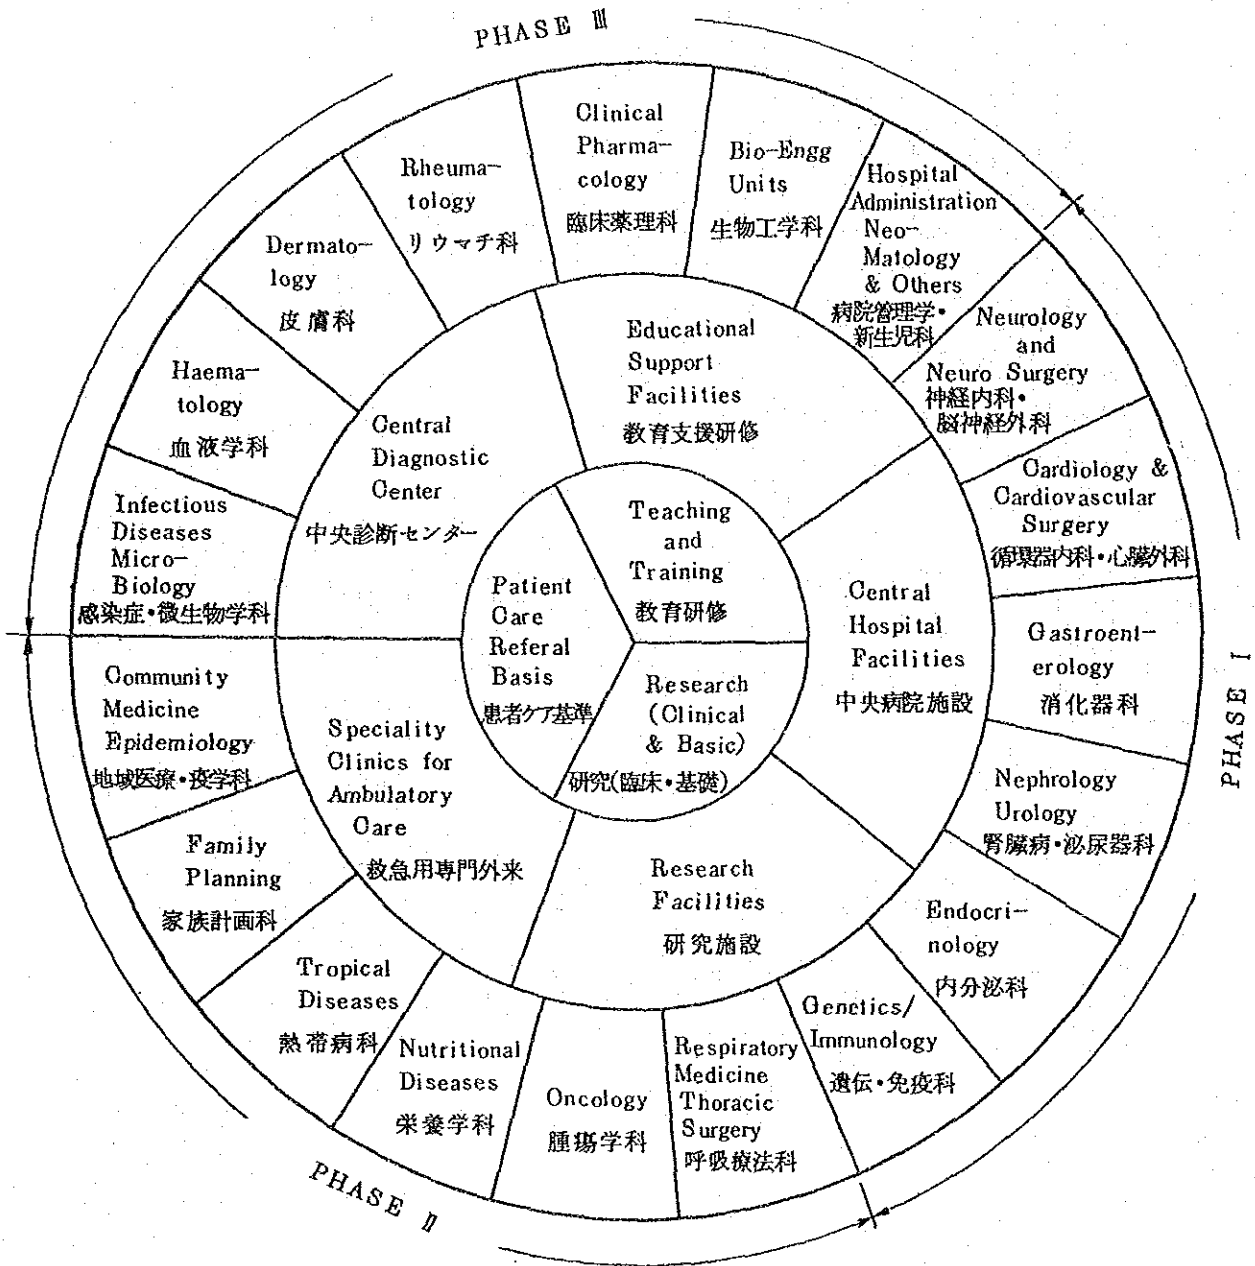 PHASE Ⅲ
Clinical
Pharma-
cology
臨床薬理科
Bio-Engg
Units
生物工学科
Hospital
Administration
Neo-
Matology
& Others
病院管理学・
新生児科
Neurology
and
Neuro Surgery
神経内科・
脳神経外科
Cardiology &
Cardiovascular
Surgery
循環器内科・心臓外科
Gastroent-
erology
消化器科
PHASE Ⅰ
Nephrology
Urology
腎臓病・泌尿器科
Endocri-
nology
内分泌科
Genetics/
Immunology
遺伝・免疫科
Respiratory
Medicine
Thoracic
Surgery
呼吸療法科
Oncology
腫瘍学科
Nutritional
Diseases
栄養学科
PHASE Ⅱ
Tropical
Diseases
熱帯病科
Family
Planning
家族計画科
Community
Medicine
Epidemiology
地域医療・疫学科
Infectious
Diseases
Micro-
Biology
感染症・微生物学科
Haema-
tology
血液学科
Dermato-
logy
皮膚科
Rheuma-
tology
リウマチ科
Educational
Support
Facilities
教育支援研修
Central
Hospital
Facilities
中央病院施設
Research
Facilities
研究施設
Speciality
Clinics for
Ambulatory
Care
救急用専門外来
Central
Diagnostic
Center
中央診断センター
Teaching
and
Training
教育研修
Research
(Clinical
& Basic)
研究(臨床・基礎)
Patient
Care
Referal
Basis
患者ケア基準